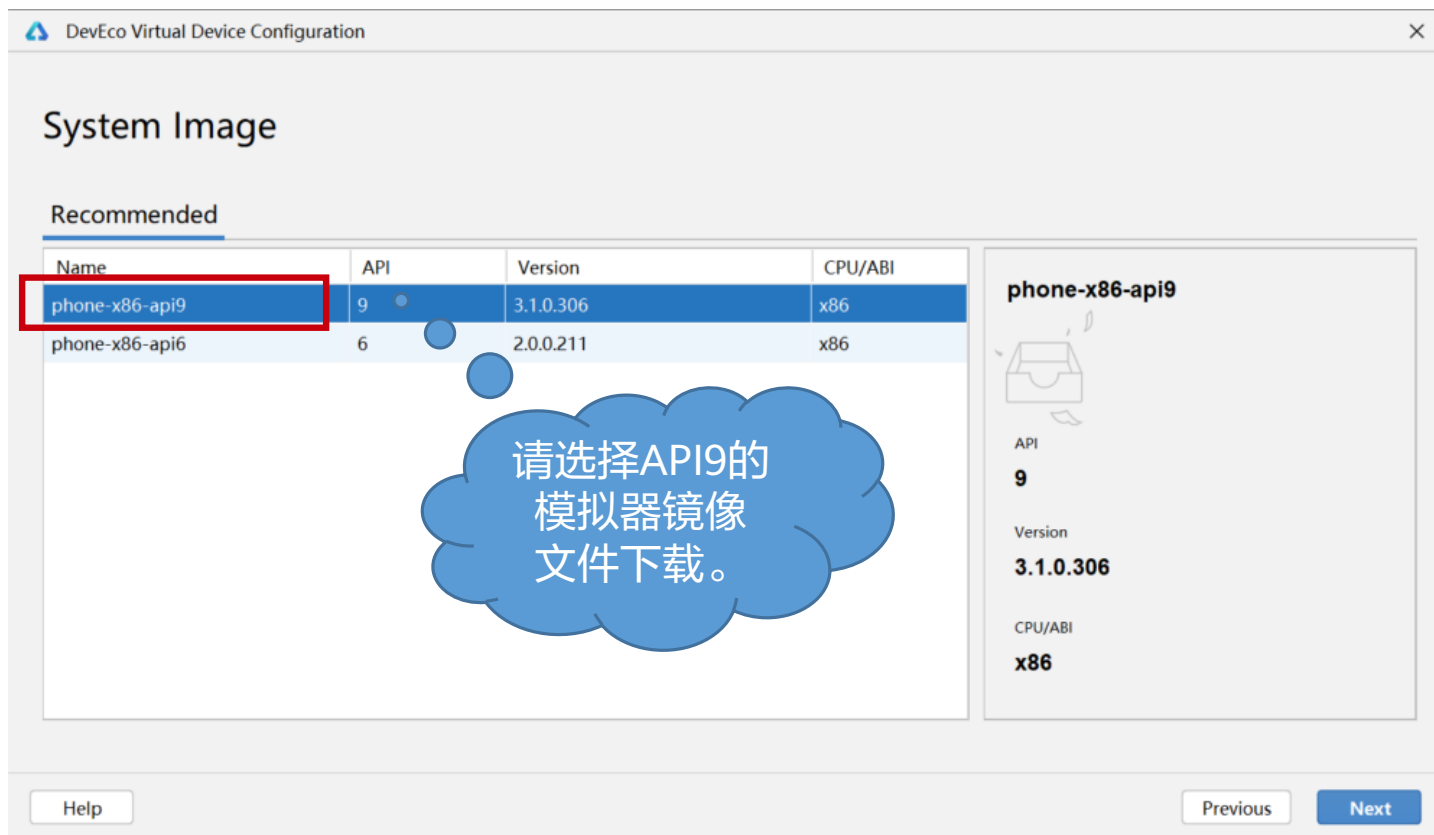 DevEco Virtual Device Configuration
System Image
Recommended
Name API Version CPU/ABI
phone-x86-api9 9 3.1.0.306 x86
phone-x86-api6 6 2.0.0.211 x86
请选择API9的
模拟器镜像
文件下载。
phone-x86-api9
API
9
Version
3.1.0.306
CPU/ABI
x86
Help Previous Next